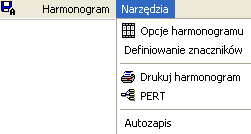 Harmonogram Narzędzia
Opcje harmonogramu
Definiowanie znaczników
Drukuj harmonogram
PERT
Autozapis